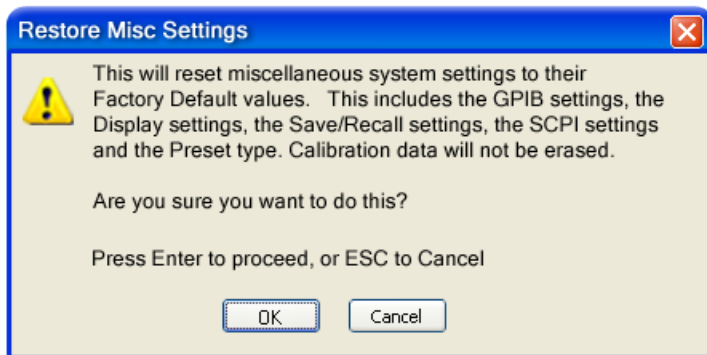 Restore Misc Settings
This will reset miscellaneous system settings to their
Factory Default values.   This includes the GPIB settings, the
Display settings, the Save/Recall settings, the SCPI settings
and the Preset type. Calibration data will not be erased.
Are you sure you want to do this?
Press Enter to proceed, or ESC to Cancel
OK
Cancel